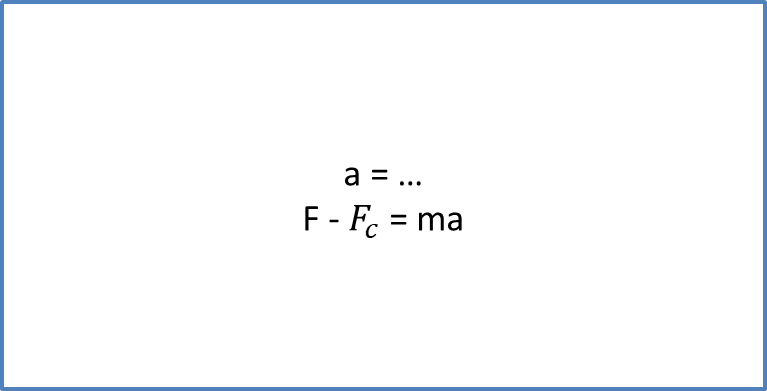 a = ...
F - F_c = ma